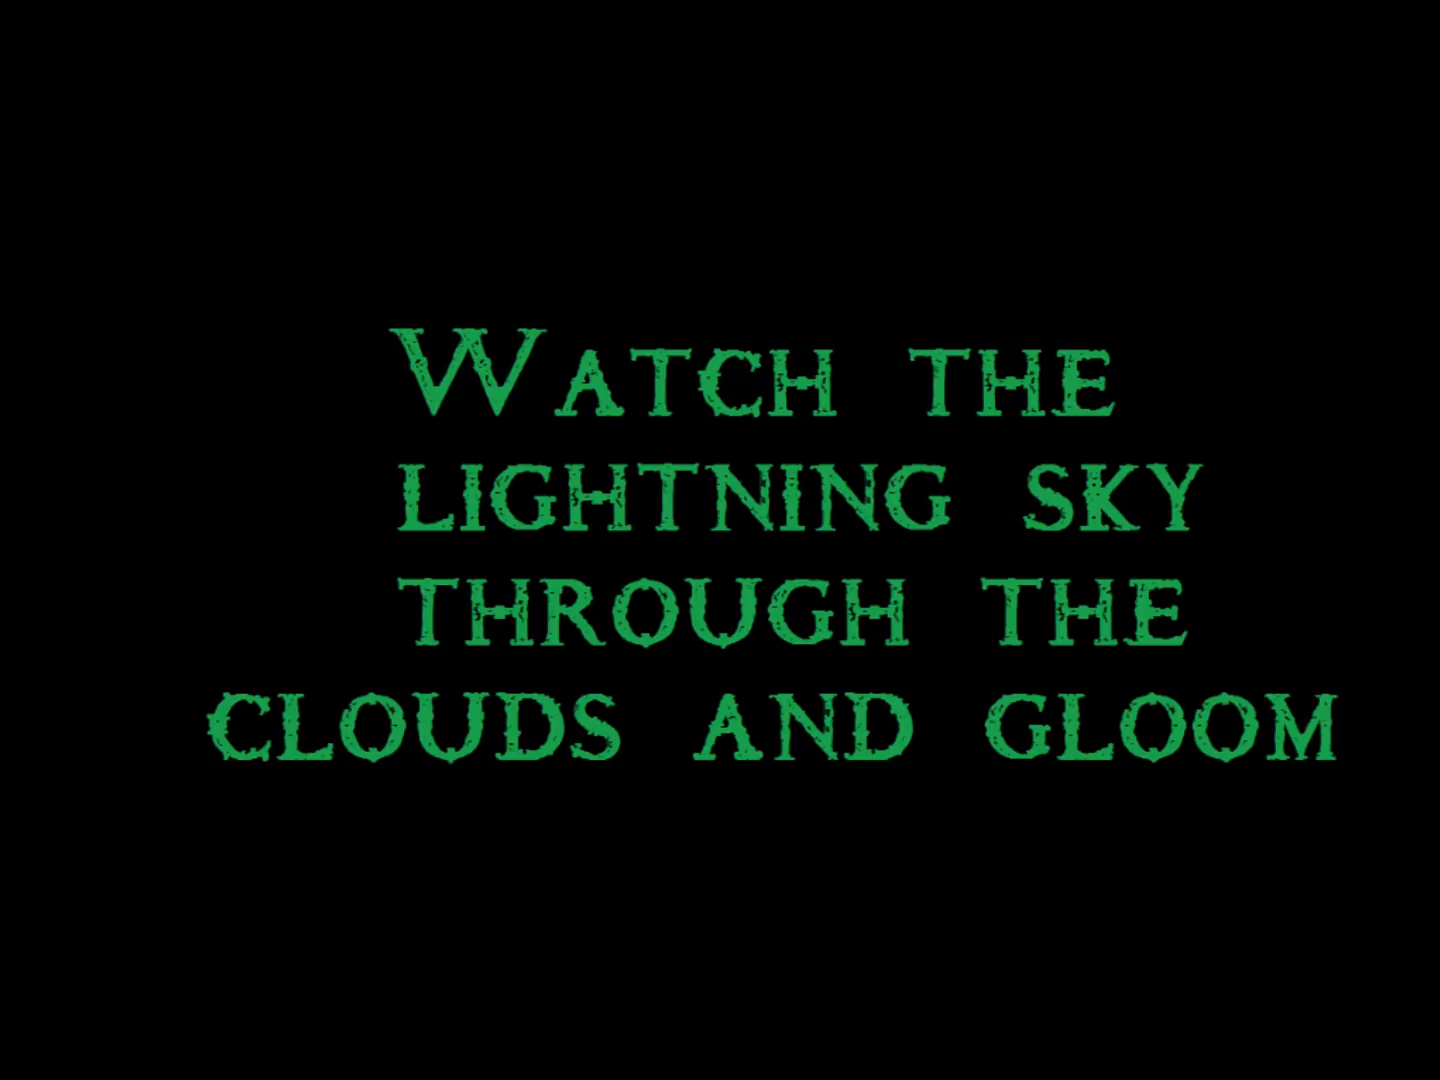 Watch the
lightning sky
through the
clouds and gloom